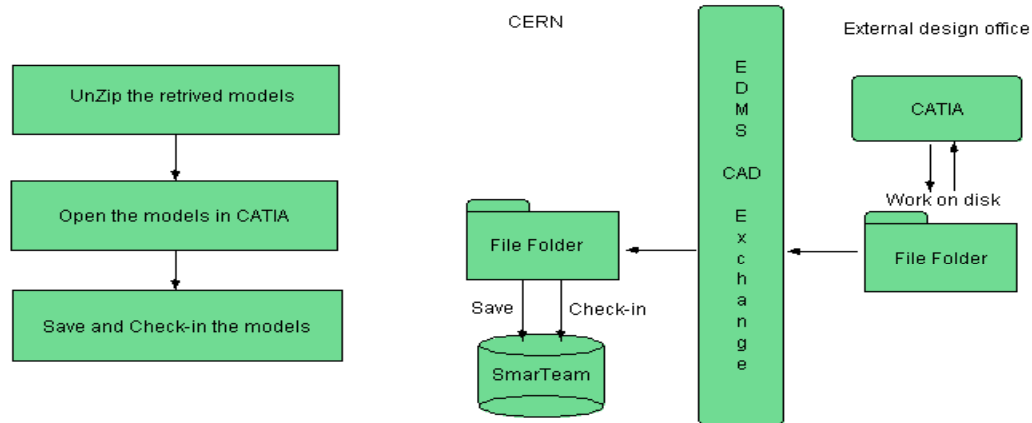 CERN
External design office
UnZip the retrived models
Open the models in CATIA
Save and Check-in the models
File Folder
Save
Check-in
SmarTeam
E
D
M
S
CAD
E
x
c
h
a
n
g
e
CATIA
Work on disk
File Folder